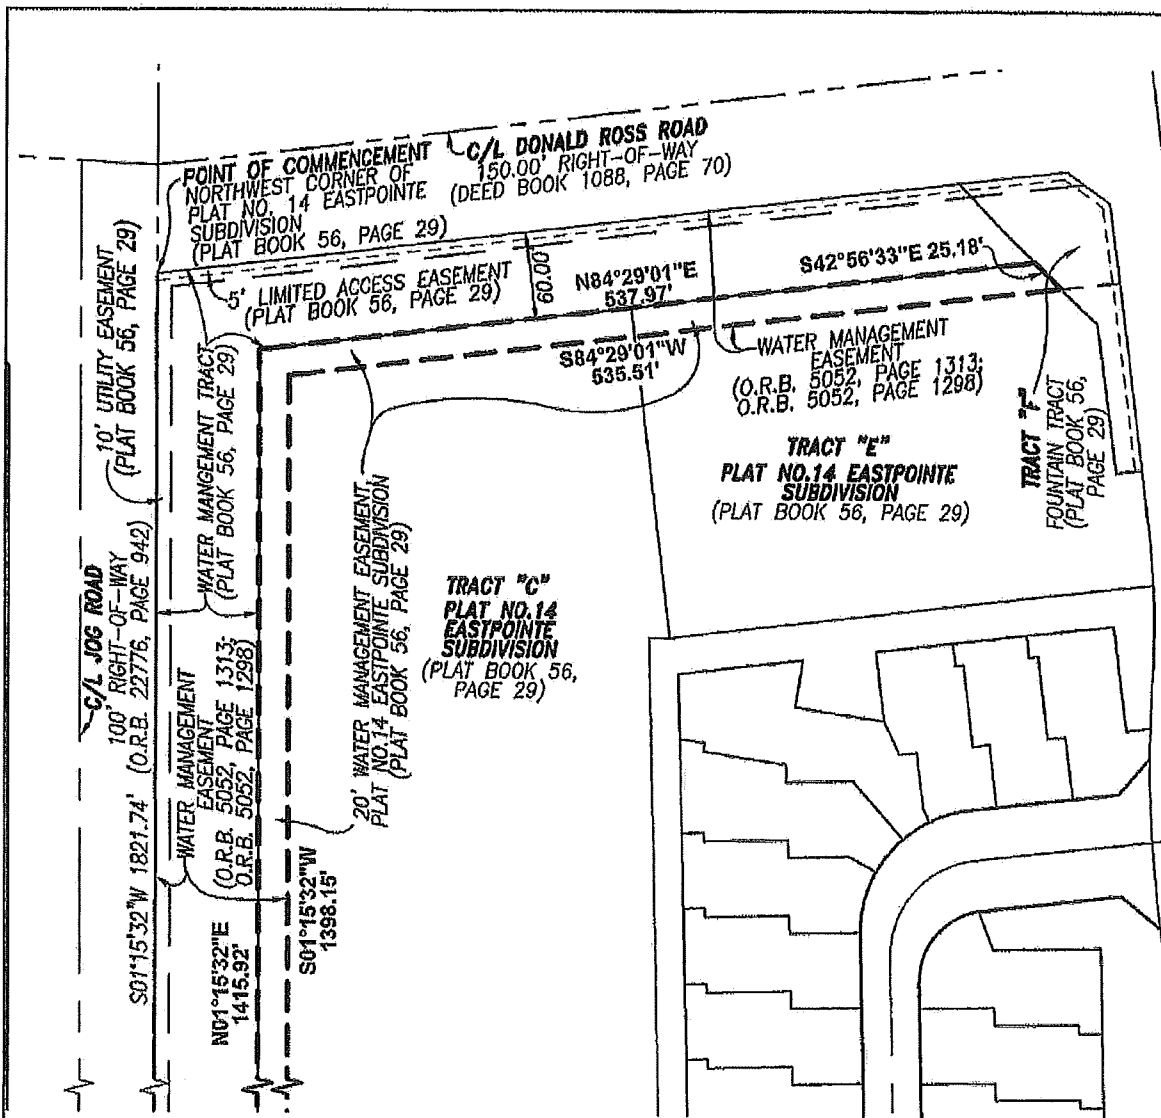 C/L DONALD ROSS ROAD
150.00' RIGHT-OF-WAY
(DEED BOOK 1088, PAGE 70)
POINT OF COMMENCEMENT
NORTHWEST CORNER OF
PLAT NO. 14 EASTPOINTE
SUBDIVISION
(PLAT BOOK 56, PAGE 29)
5' LIMITED ACCESS EASEMENT
(PLAT BOOK 56, PAGE 29)
60.00'
N84°29'01"E
537.97'
S42°56'33"E 25.18'
S84°29'01"W
535.51'
WATER MANAGEMENT
EASEMENT
(O.R.B. 5052, PAGE 1313;
O.R.B. 5052, PAGE 1298)
TRACT "E"
PLAT NO.14 EASTPOINTE
SUBDIVISION
(PLAT BOOK 56, PAGE 29)
TRACT "F"
FOUNTAIN TRACT
(PLAT BOOK 56,
PAGE 29)
10' UTILITY EASEMENT
(PLAT BOOK 56, PAGE 29)
WATER MANGEMENT TRACT
(PLAT BOOK 56, PAGE 29)
C/L JOG ROAD
100' RIGHT-OF-WAY
(O.R.B. 22776, PAGE 942)
S01°15'32"W 1821.74'
WATER MANAGEMENT
EASEMENT
(O.R.B. 5052, PAGE 1313;
O.R.B. 5052, PAGE 1298)
N01°15'32"E
1415.92'
S01°15'32"W
1398.15'
20' WATER MANAGEMENT EASEMENT
PLAT NO.14 EASTPOINTE SUBDIVISION
(PLAT BOOK 56, PAGE 29)
TRACT "C"
PLAT NO.14
EASTPOINTE
SUBDIVISION
(PLAT BOOK 56,
PAGE 29)